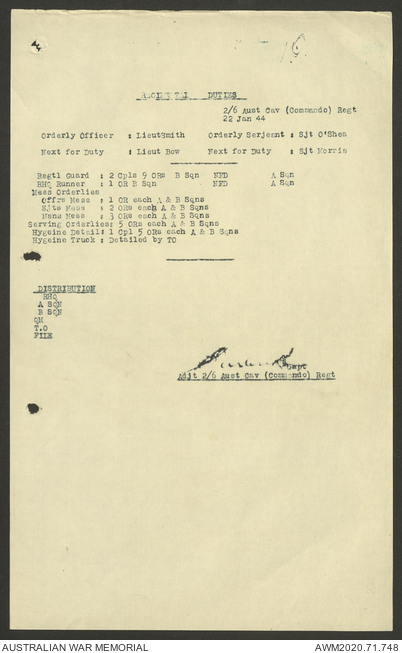 DUTIES
2/6 Aust Cav (Commando) Regt
22 Jan 44
Orderly Officer : LieutSmith Orderly Serjeant : Sjt O'Shea
Next for Duty : Lieut Bow Next for Duty : Sjt Morris
Regtl Guard : 2 Cpls 9 ORs B Sqn NFD A Sqn
RHQ Runner : 1 OR B Sqn NFD A Sqn
Mess Orderlies
Offrs Mess : 1 OR each A & B Sqns
Sjts Mess : 2 ORs each A & B Sqns
Mens Mess : 3 ORs each A & B Sqns
Serving Orderlies: 5 ORs each A & B Sqns
Hygeine Detail: 1 Cpl 5 ORs each A & B Sqns
Hygeine Truck : Detailed by TO
DISTRIBUTION
RHQ
A SQN
B SQN
QM
T.O
FILE
Capt
Adjt 2/6 Aust Cav (Commando) Regt
AUSTRALIAN WAR MEMORIAL AWM2020.71.748